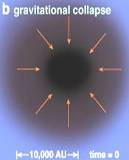 b gravitational collapse
10,000 AU time = 0